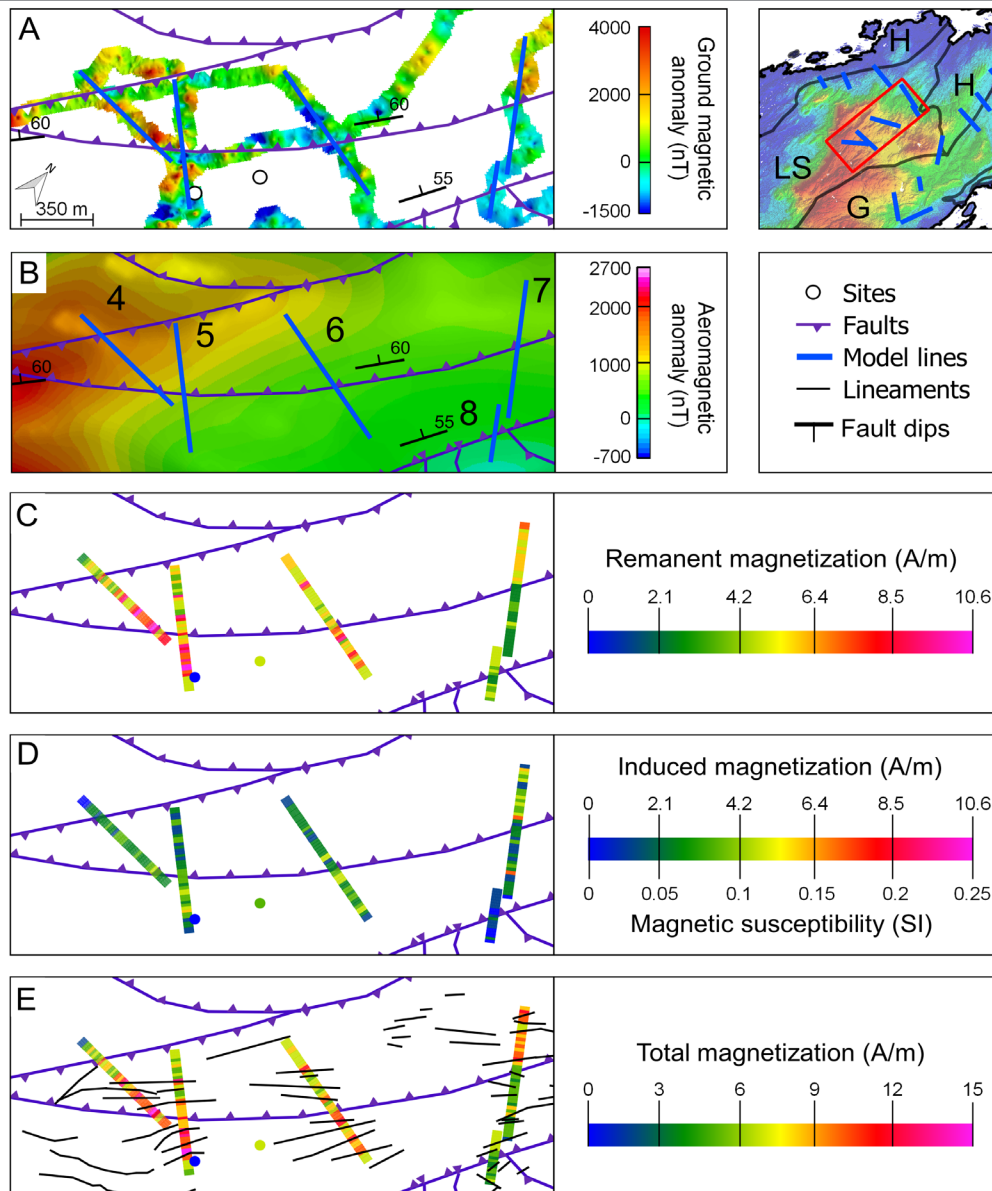 A
60
60
55
N
350 m
4000
2000
0
-1500
Ground magnetic
anomaly (nT)
H
H
LS
G
B
4
5
6
7
8
60
60
55
2700
2000
1000
0
-700
Aeromagnetic
anomaly (nT)
Sites
Faults
Model lines
Lineaments
Fault dips
C
Remanent magnetization (A/m)
0 2.1 4.2 6.4 8.5 10.6
D
Induced magnetization (A/m)
0 2.1 4.2 6.4 8.5 10.6
0 0.05 0.1 0.15 0.2 0.25
Magnetic susceptibility (SI)
E
Total magnetization (A/m)
0 3 6 9 12 15